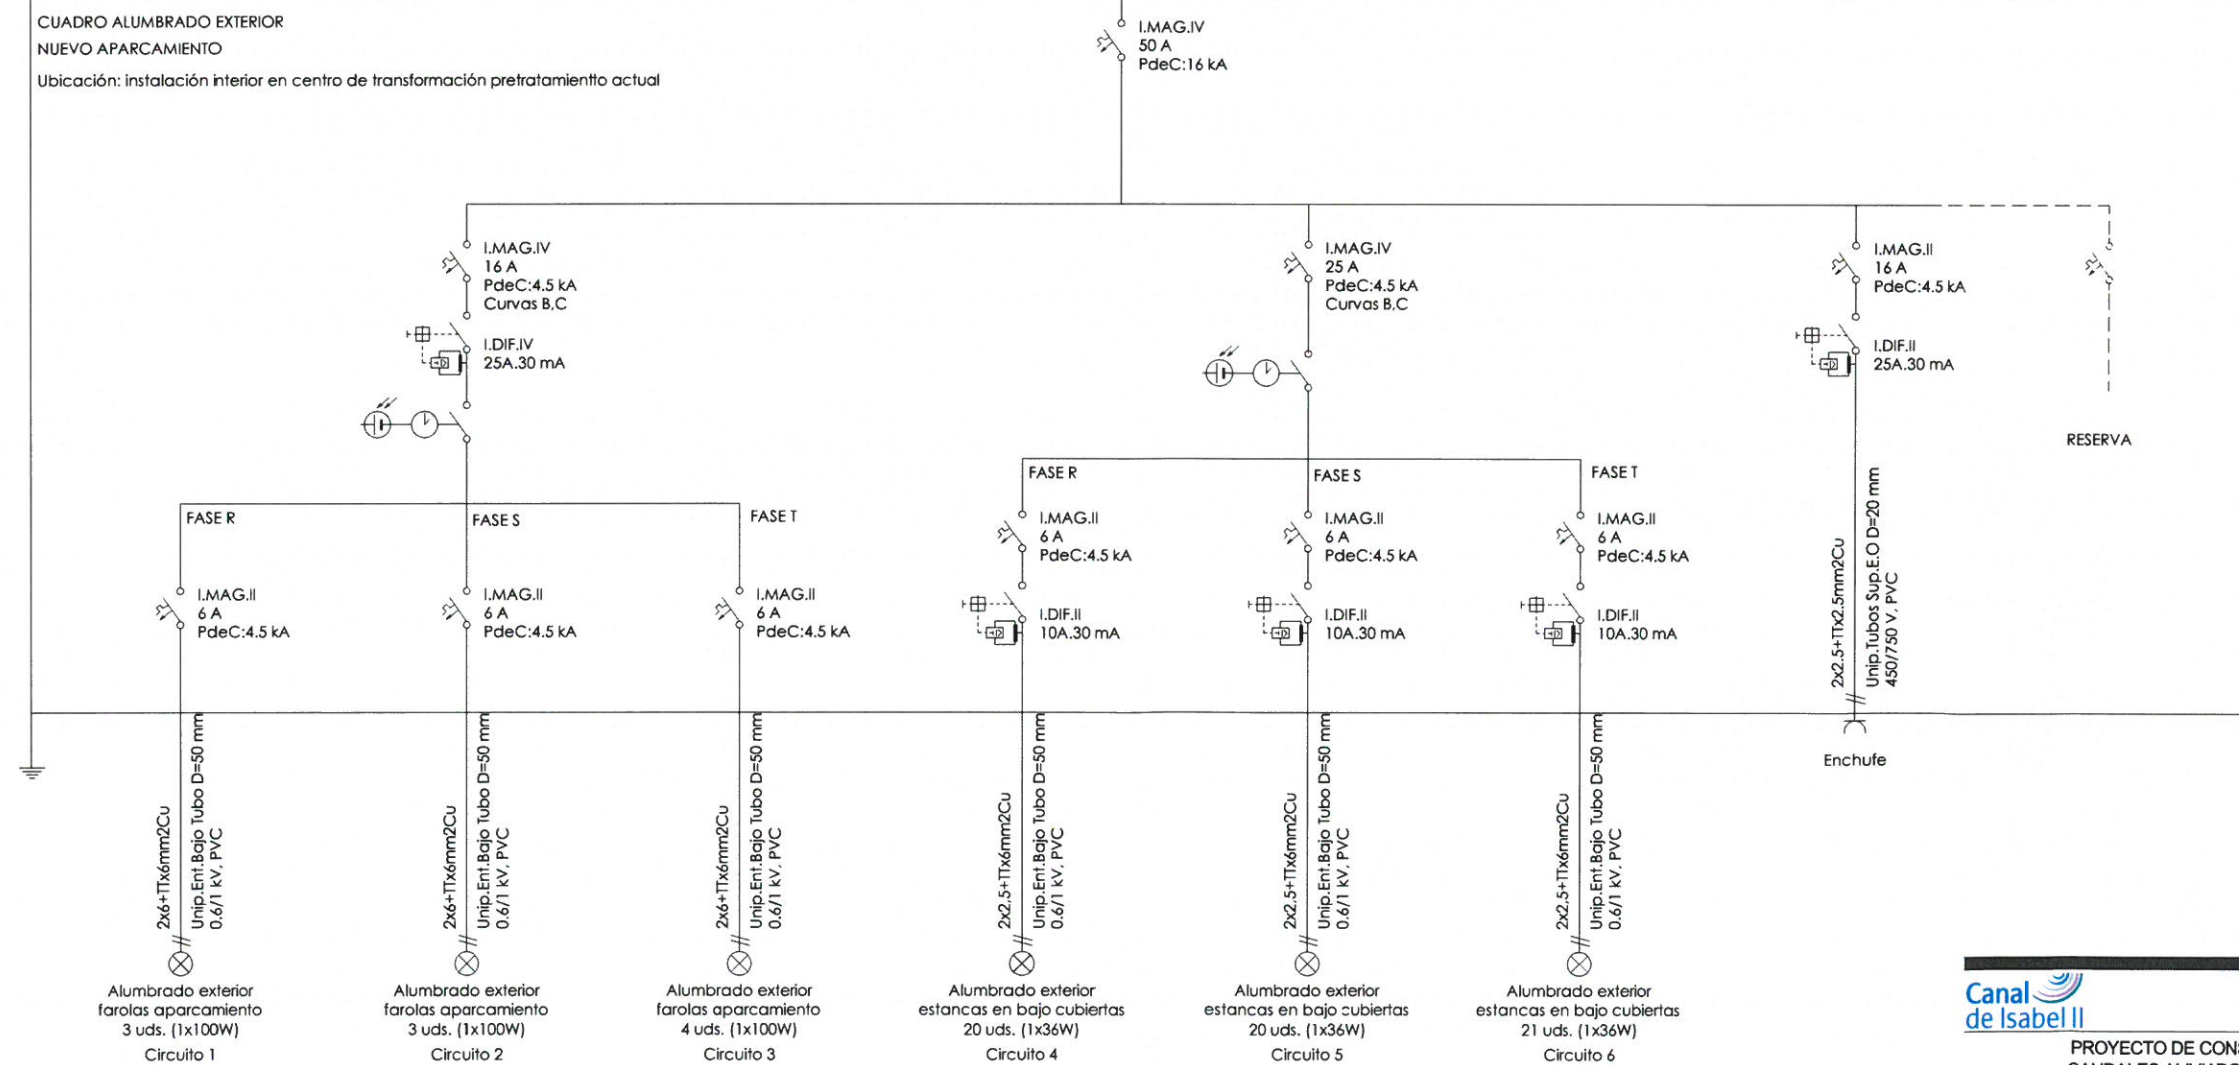 CUADRO ALUMBRADO EXTERIOR
NUEVO APARCAMIENTO
Ubicación: instalación interior en centro de transformación pretratamientto actual
I.MAG.IV
50 A
PdeC:16 kA
I.MAG.IV
16 A
PdeC:4.5 kA
Curvas B,C
I.DIF.IV
25A.30 mA
I.MAG.IV
25 A
PdeC:4.5 kA
Curvas B,C
I.MAG.II
16 A
PdeC:4.5 kA
I.DIF.II
25A.30 mA
RESERVA
FASE R
FASE S
FASE T
FASE R
FASE S
FASE T
I.MAG.II
6 A
PdeC:4.5 kA
I.MAG.II
6 A
PdeC:4.5 kA
I.MAG.II
6 A
PdeC:4.5 kA
I.MAG.II
6 A
PdeC:4.5 kA
I.DIF.II
10A.30 mA
I.MAG.II
6 A
PdeC:4.5 kA
I.DIF.II
10A.30 mA
I.MAG.II
6 A
PdeC:4.5 kA
I.DIF.II
10A.30 mA
2x2.5+TTx2.5mm2Cu
Unip.Tubos Sup.E.O D=20 mm
450/750 V, PVC
Enchufe
2x6+TTx6mm2Cu
Unip.Ent.Bajo Tubo D=50 mm
0.6/1 kV, PVC
2x6+TTx6mm2Cu
Unip.Ent.Bajo Tubo D=50 mm
0.6/1 kV, PVC
2x6+TTx6mm2Cu
Unip.Ent.Bajo Tubo D=50 mm
0.6/1 kV, PVC
2x2,5+TTx6mm2Cu
Unip.Ent.Bajo Tubo D=50 mm
0.6/1 kV, PVC
2x2,5+TTx6mm2Cu
Unip.Ent.Bajo Tubo D=50 mm
0.6/1 kV, PVC
2x2,5+TTx6mm2Cu
Unip.Ent.Bajo Tubo D=50 mm
0.6/1 kV, PVC
Alumbrado exterior
farolas aparcamiento
3 uds. (1x100W)
Circuito 1
Alumbrado exterior
farolas aparcamiento
3 uds. (1x100W)
Circuito 2
Alumbrado exterior
farolas aparcamiento
4 uds. (1x100W)
Circuito 3
Alumbrado exterior
estancas en bajo cubiertas
20 uds. (1x36W)
Circuito 4
Alumbrado exterior
estancas en bajo cubiertas
20 uds. (1x36W)
Circuito 5
Alumbrado exterior
estancas en bajo cubiertas
21 uds. (1x36W)
Circuito 6
Canal
de Isabel II
PROYECTO DE CONS